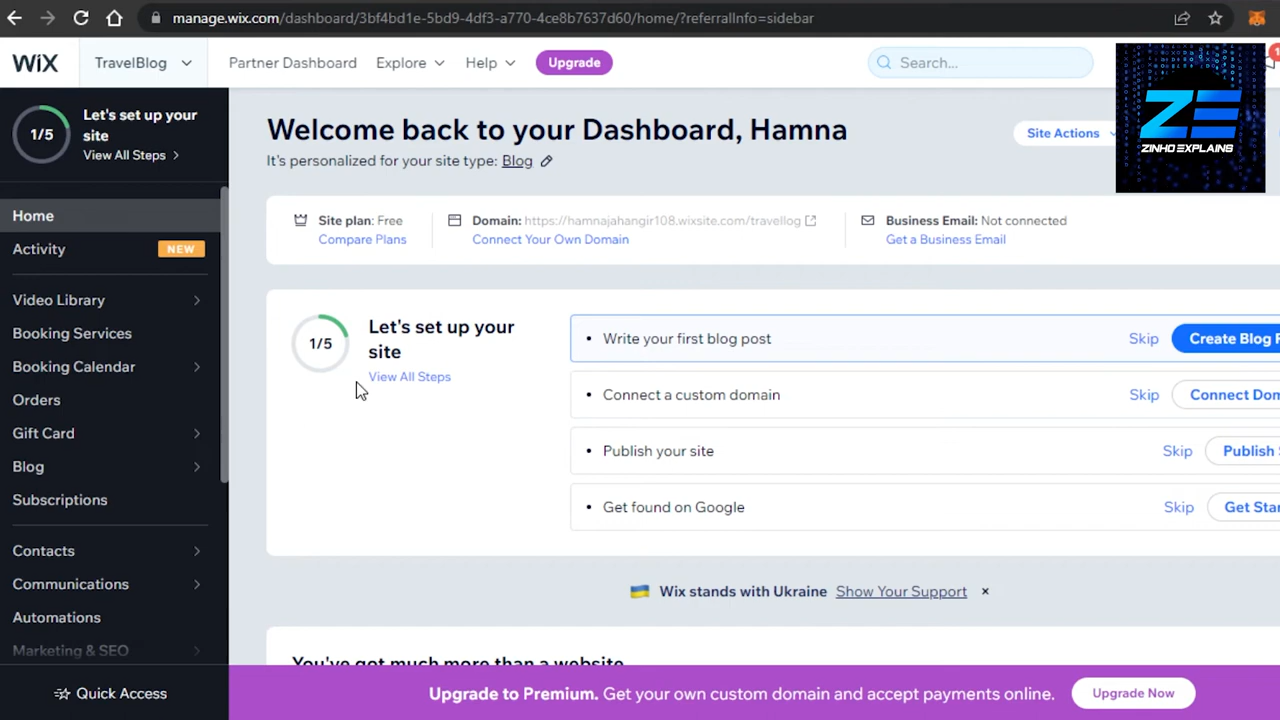 manage.wix.com/dashboard/3bf4bd1e-5bd9-4df3-a770-4ce8b7637d60/home/?referralInfo=sidebar
WiX TravelBlog Partner Dashboard Explore Help Upgrade Search... 1
1/5 Let's set up your site
View All Steps
Home
Activity NEW
Video Library
Booking Services
Booking Calendar
Orders
Gift Card
Blog
Subscriptions
Contacts
Communications
Automations
Marketing & SEO
Quick Access
Welcome back to your Dashboard, Hamna
It's personalized for your site type: Blog
Site Actions
ZE
ZINHO EXPLAINS
Site plan: Free
Compare Plans
Domain: https://hamnajahangir108.wixsite.com/travellog
Connect Your Own Domain
Business Email: Not connected
Get a Business Email
1/5
Let's set up your
site
View All Steps
Write your first blog post Skip Create Blog
Connect a custom domain Skip Connect Dom
Publish your site Skip Publish
Get found on Google Skip Get Star
Wix stands with Ukraine Show Your Support ×
You've got much more than a website
Upgrade to Premium. Get your own custom domain and accept payments online. Upgrade Now